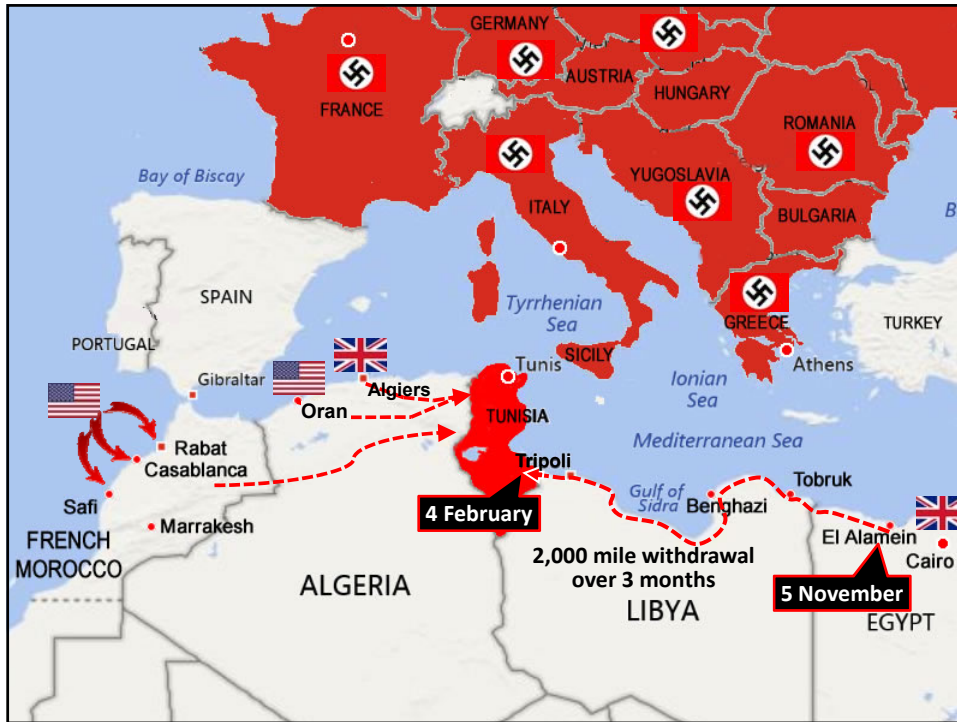 GERMANY
AUSTRIA
HUNGARY
FRANCE
ROMANIA
YUGOSLAVIA
Bay of Biscay
ITALY
BULGARIA
B
SPAIN
Tyrrhenian
Sea
GREECE
TURKEY
PORTUGAL
SICILY
Tunis
Athens
Gibraltar
Algiers
Ionian
Sea
Oran
TUNISIA
Mediterranean Sea
Rabat
Casablanca
Tripoli
Tobruk
Safi
Gulf of
Sidra
Benghazi
4 February
Marrakesh
El Alamein
FRENCH
MOROCCO
2,000 mile withdrawal
over 3 months
Cairo
ALGERIA
LIBYA
5 November
EGYPT